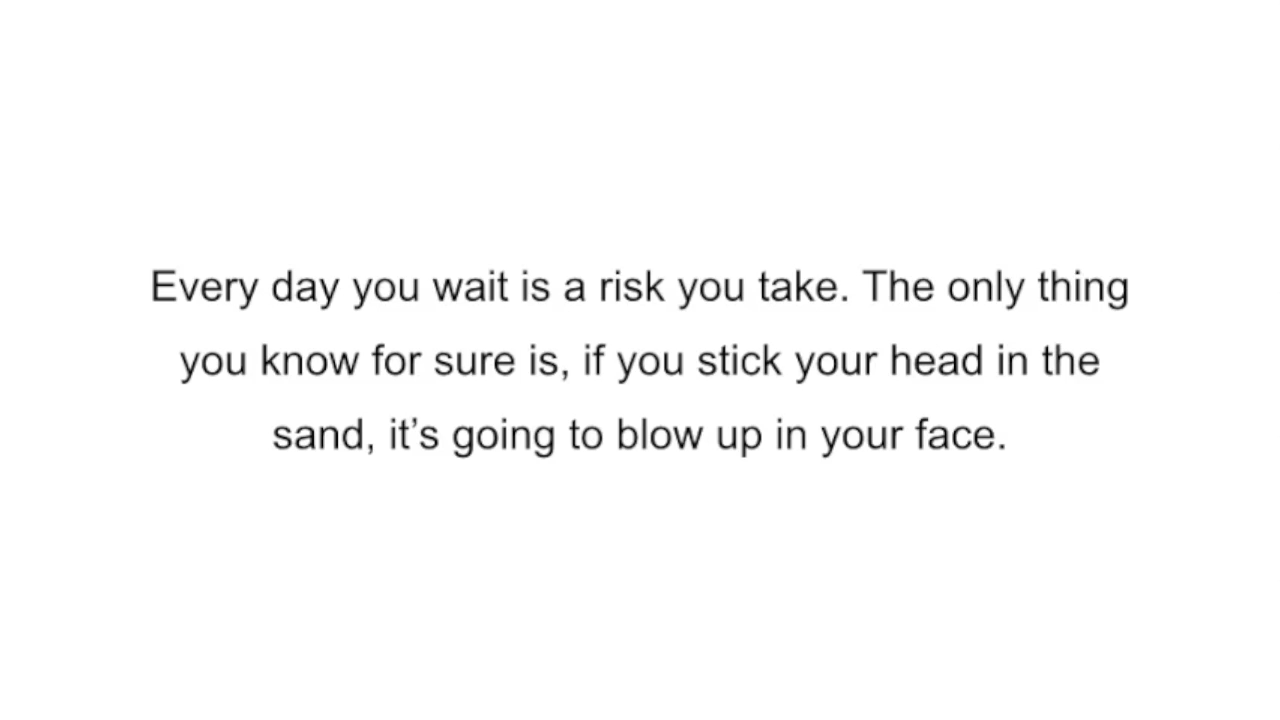 Every day you wait is a risk you take. The only thing
you know for sure is, if you stick your head in the
sand, it’s going to blow up in your face.